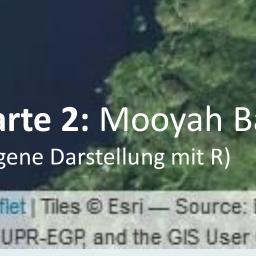 arte 2: Mooyah Ba
gene Darstellung mit R)
flet | Tiles © Esri — Source:
UPR-EGP, and the GIS User